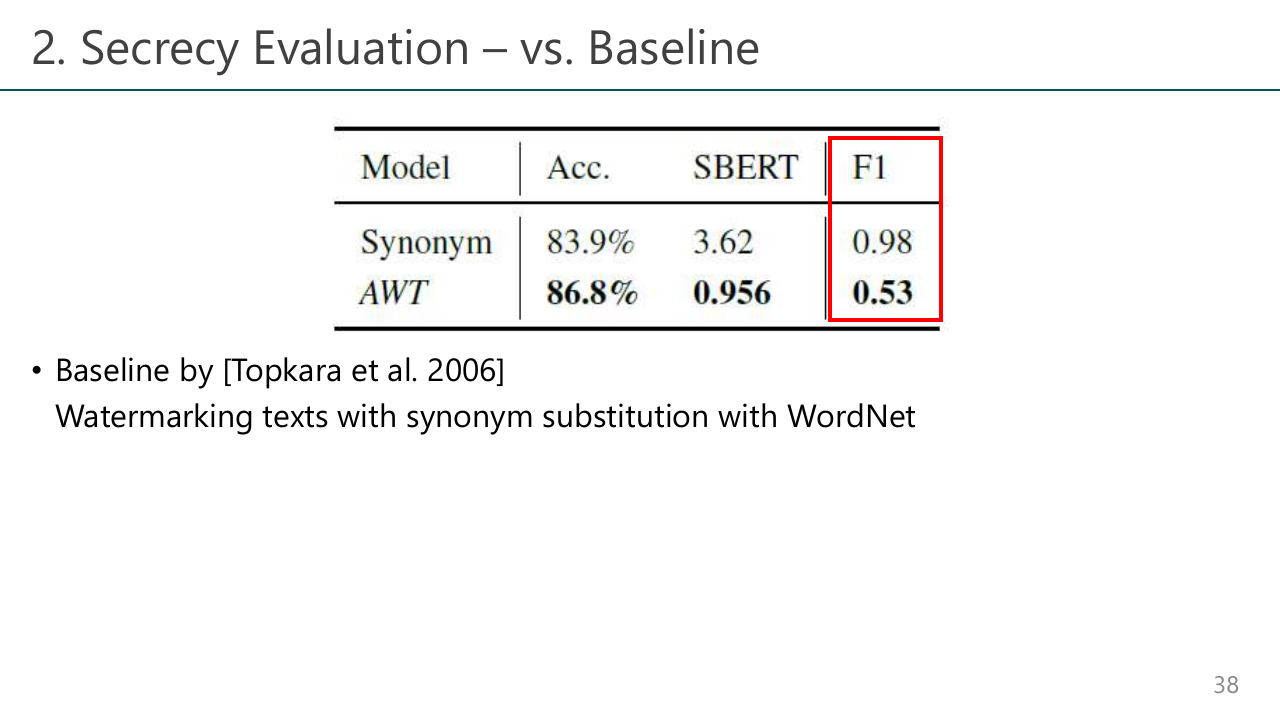 2. Secrecy Evaluation – vs. Baseline
Model Acc. SBERT F1
Synonym 83.9% 3.62 0.98
AWT 86.8% 0.956 0.53
• Baseline by [Topkara et al. 2006]
Watermarking texts with synonym substitution with WordNet
38